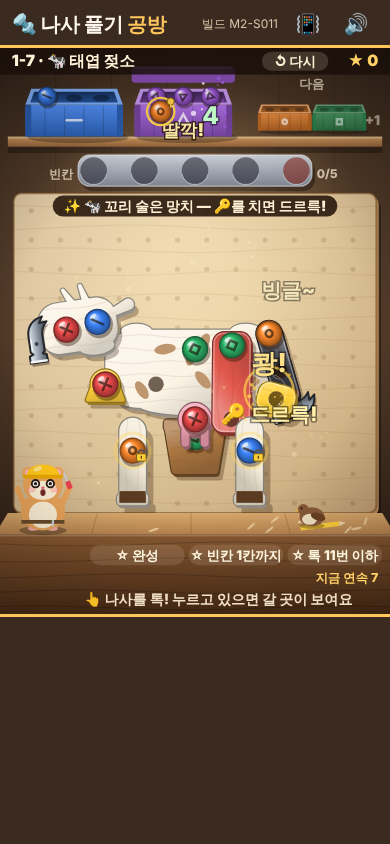 🔩 나사 풀기 공방
빌드 M2-S011
1-7 · 🐄 태엽 젖소
다시
★ 0
다음
4
딸깍!
+1
빈칸
0/5
✨ 🐄 꼬리 술은 망치 — 🔑를 치면 드르륵!
빙글~
쾅!
🔑 드르륵!
☆ 완성
☆ 빈칸 1칸까지
☆ 톡 11번 이하
지금 연속 7
👆 나사를 톡! 누르고 있으면 갈 곳이 보여요